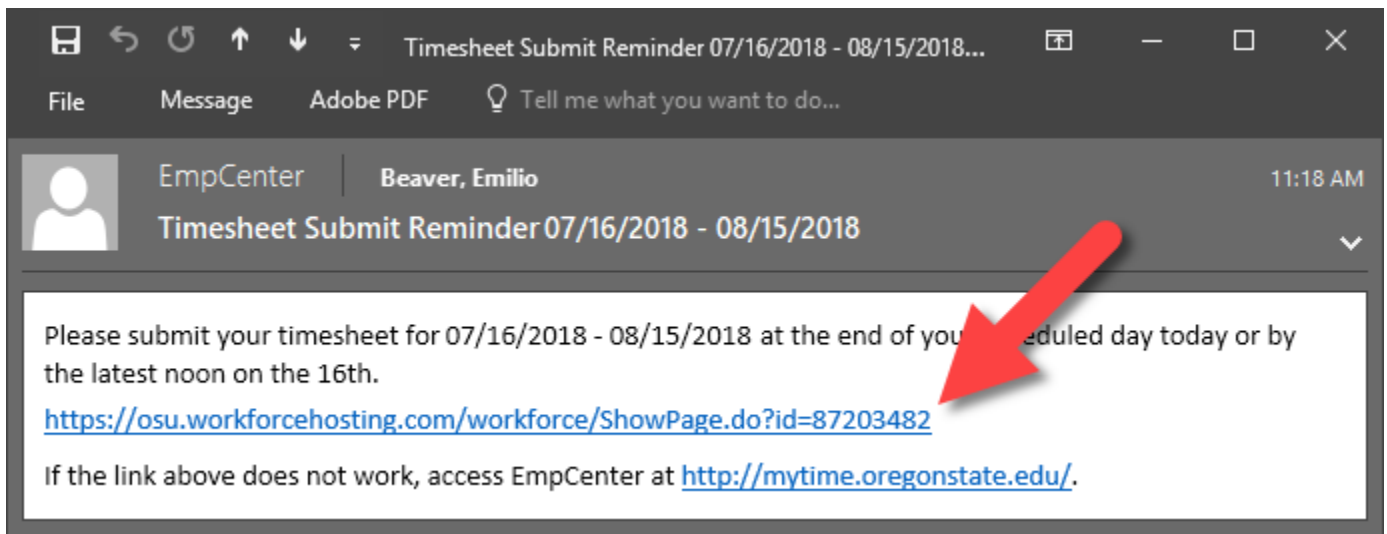 Timesheet Submit Reminder 07/16/2018 - 08/15/2018...
File Message Adobe PDF Tell me what you want to do...
EmpCenter Beaver, Emilio 11:18 AM
Timesheet Submit Reminder 07/16/2018 - 08/15/2018
Please submit your timesheet for 07/16/2018 - 08/15/2018 at the end of day today or by
the latest noon on the 16th.
https://osu.workforcehosting.com/workforce/ShowPage.do?id=87203482
If the link above does not work, access EmpCenter at http://mytime.oregonstate.edu/.